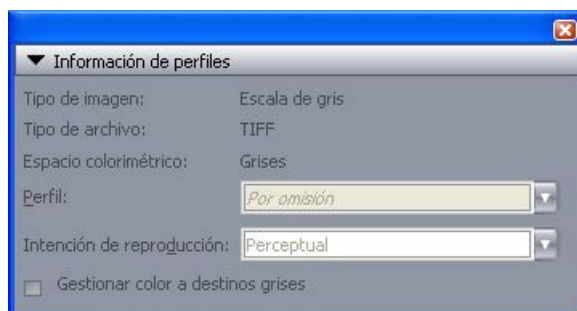 Información de perfiles
Tipo de imagen: Escala de gris
Tipo de archivo: TIFF
Espacio colorimétrico: Grises
Perfil: Por omisión
Intención de reproducción: Perceptual
Gestionar color a destinos grises